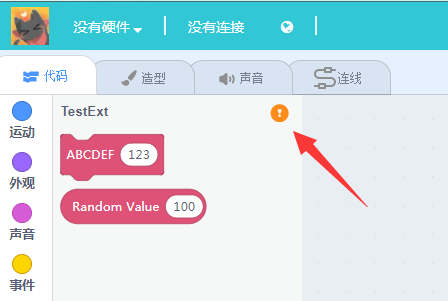 没有硬件
没有连接
代码
造型
声音
连线
运动
外观
声音
事件
TestExt
ABCDEF 123
Random Value 100